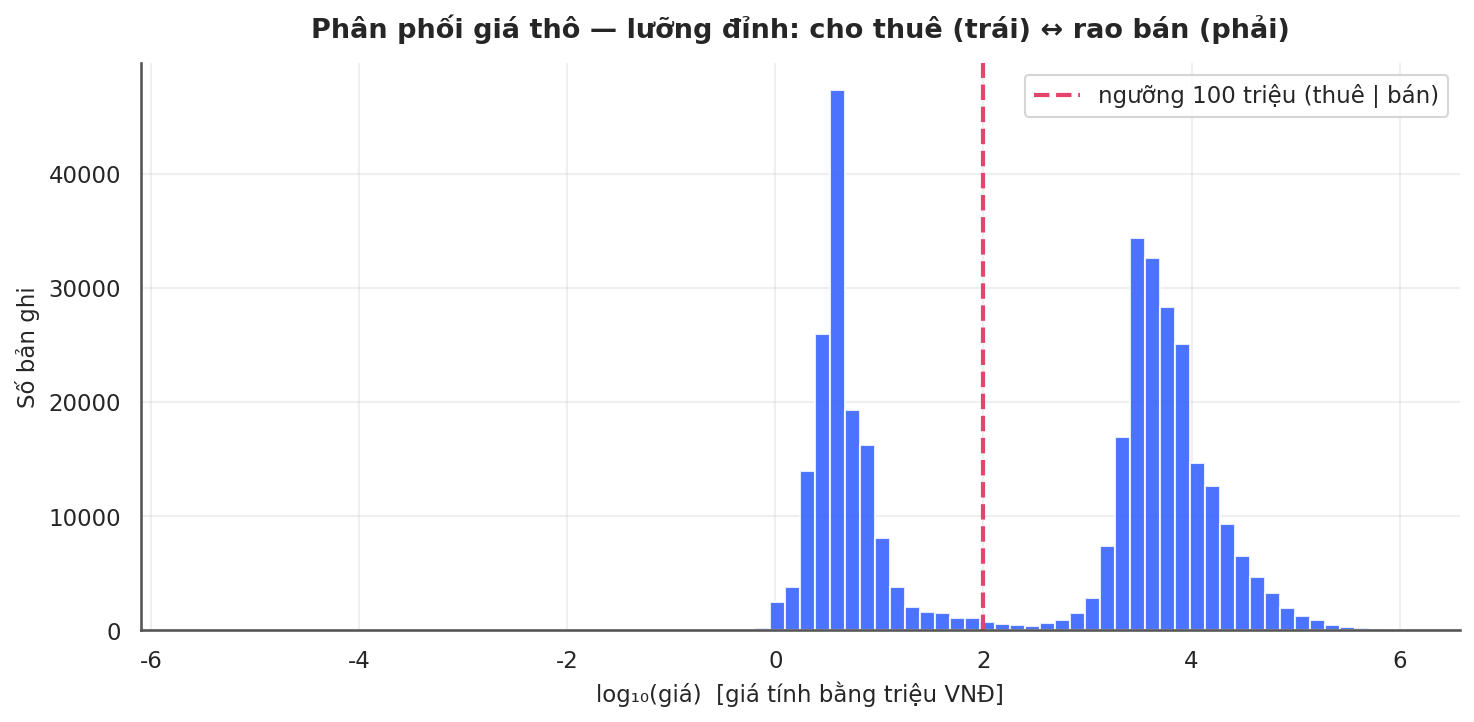 Phân phối giá thô — lưỡng đỉnh: cho thuê (trái) ↔ rao bán (phải)
ngưỡng 100 triệu (thuê | bán)
Số bản ghi
40000
30000
20000
10000
0
-6 -4 -2 0 2 4 6
log₁₀(giá) [giá tính bằng triệu VNĐ]